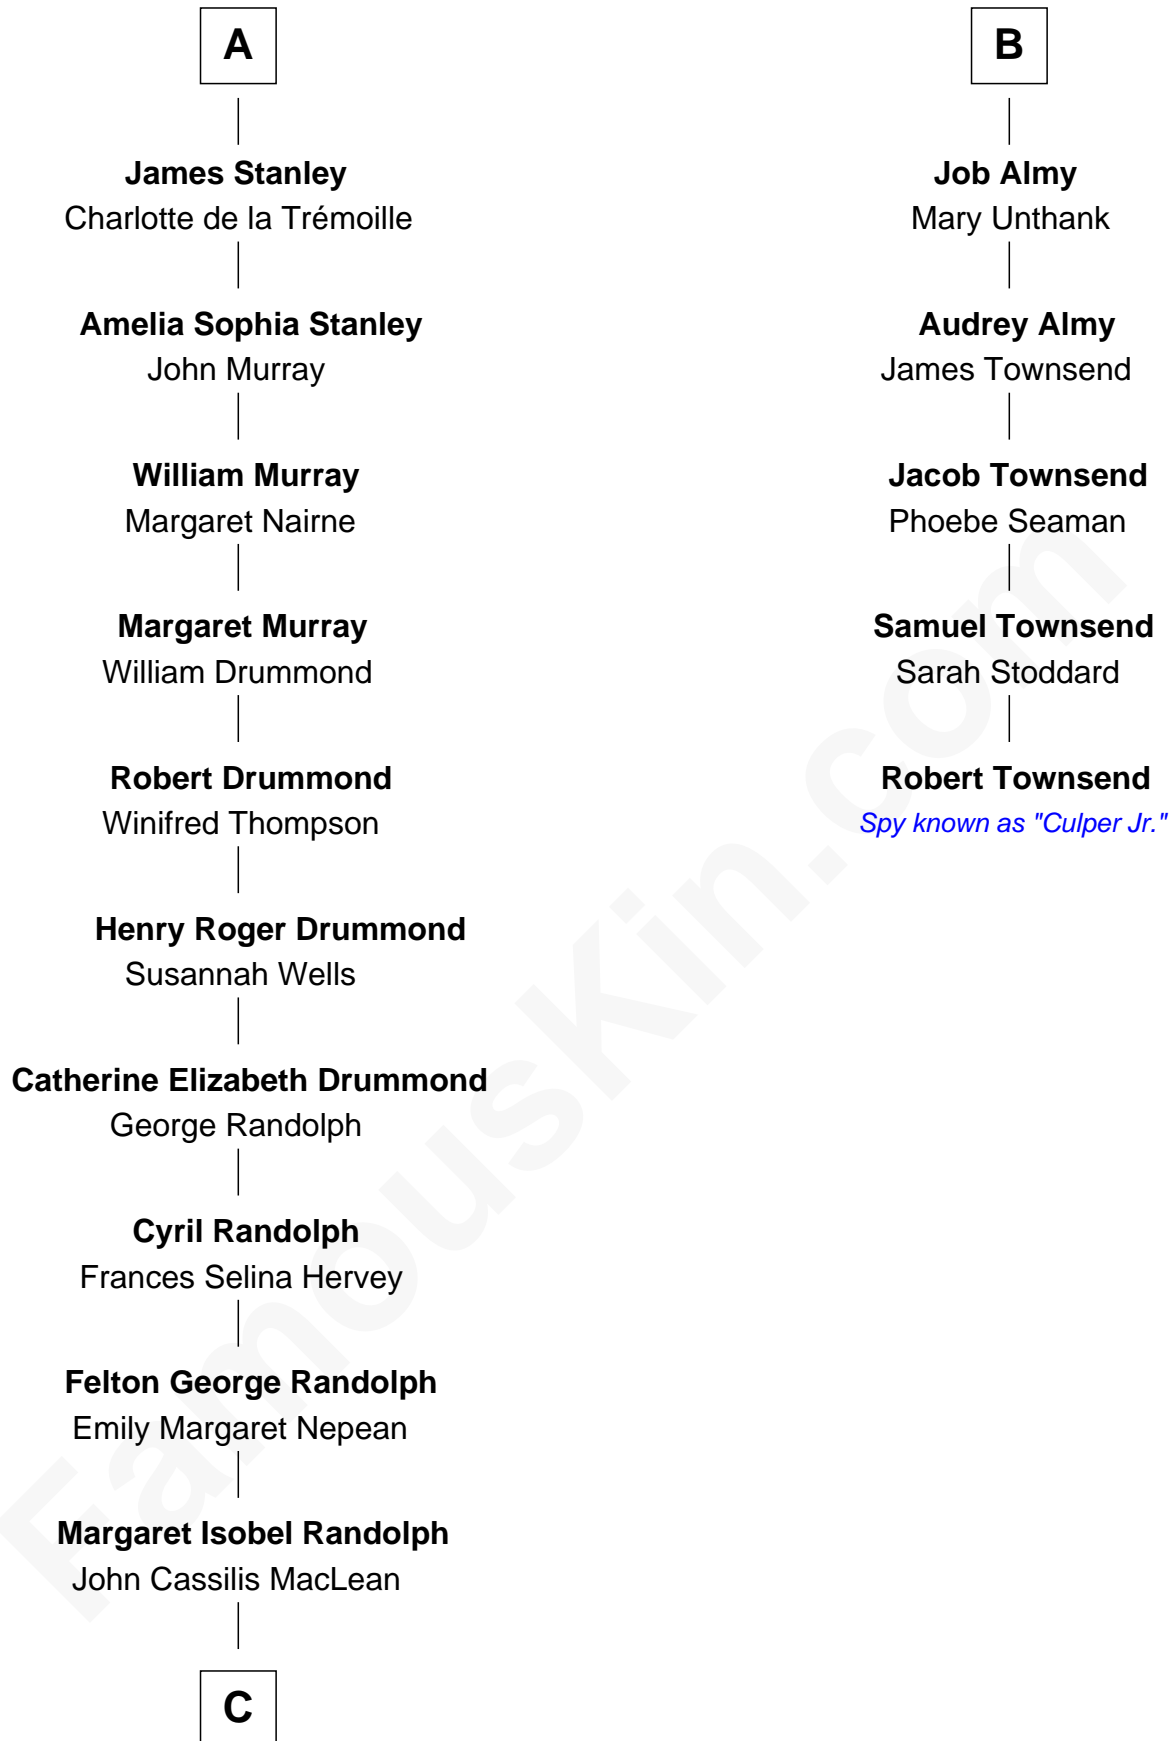 A
James Stanley
Charlotte de la Trémoille
Amelia Sophia Stanley
John Murray
William Murray
Margaret Nairne
Margaret Murray
William Drummond
Robert Drummond
Winifred Thompson
Henry Roger Drummond
Susannah Wells
Catherine Elizabeth Drummond
George Randolph
Cyril Randolph
Frances Selina Hervey
Felton George Randolph
Emily Margaret Nepean
Margaret Isobel Randolph
John Cassilis MacLean
C
B
Job Almy
Mary Unthank
Audrey Almy
James Townsend
Jacob Townsend
Phoebe Seaman
Samuel Townsend
Sarah Stoddard
Robert Townsend
Spy known as "Culper Jr."
FamousKin.com